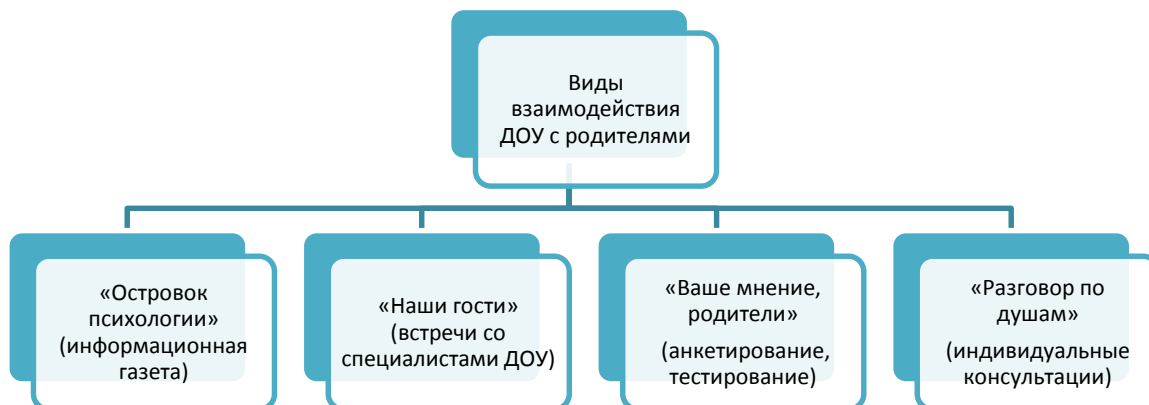 Виды
взаимодействия
ДОУ с родителями
«Островок
психологии»
(информационная
газета)
«Наши гости»
(встречи со
специалистами ДОУ)
«Ваше мнение,
родители»
(анкетирование,
тестирование)
«Разговор по
душам»
(индивидуальные
консультации)